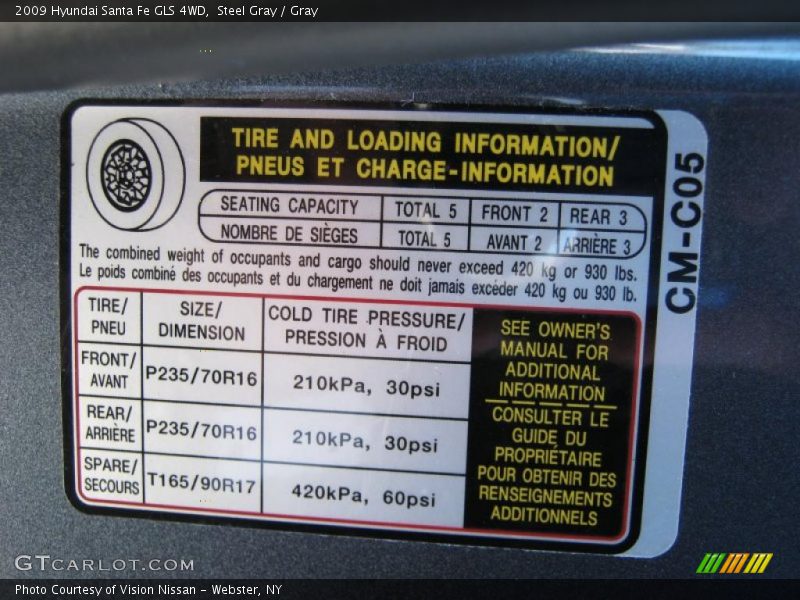 2009 Hyundai Santa Fe GLS 4WD, Steel Gray / Gray
TIRE AND LOADING INFORMATION/
PNEUS ET CHARGE-INFORMATION
SEATING CAPACITY TOTAL 5 FRONT 2 REAR 3
NOMBRE DE SIÈGES TOTAL 5 AVANT 2 ARRIÈRE 3
The combined weight of occupants and cargo should never exceed 420 kg or 930 lbs.
Le poids combiné des occupants et du chargement ne doit jamais excéder 420 kg ou 930 lb.
TIRE/
PNEU
SIZE/
DIMENSION
COLD TIRE PRESSURE/
PRESSION À FROID
FRONT/
AVANT
P235/70R16
210kPa, 30psi
REAR/
ARRIÈRE
P235/70R16
210kPa, 30psi
SPARE/
SECOURS
T165/90R17
420kPa, 60psi
SEE OWNER'S
MANUAL FOR
ADDITIONAL
INFORMATION
CONSULTER LE
GUIDE DU
PROPRIÉTAIRE
POUR OBTENIR DES
RENSEIGNEMENTS
ADDITIONNELS
CM-C05
GTcarlot.com
Photo Courtesy of Vision Nissan - Webster, NY